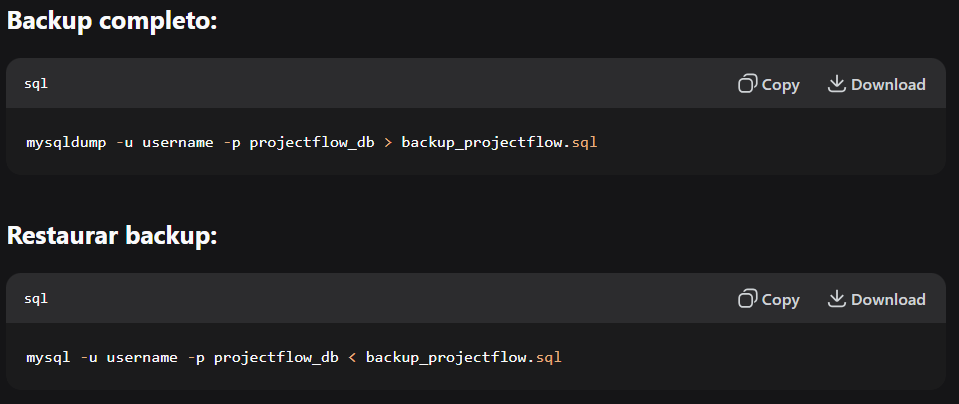 Backup completo:
sql
Copy
Download
mysqldump -u username -p projectflow_db > backup_projectflow.sql
Restaurar backup:
sql
Copy
Download
mysql -u username -p projectflow_db < backup_projectflow.sql